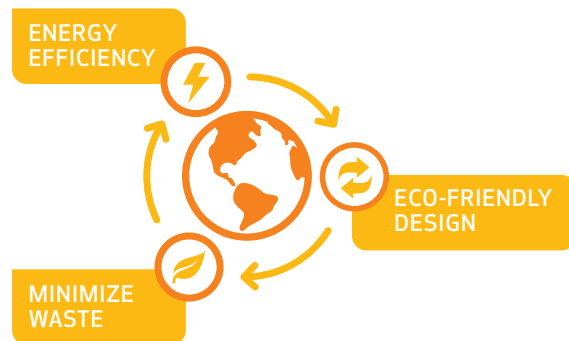 ENERGY
EFFICIENCY
ECO-FRIENDLY
DESIGN
MINIMIZE
WASTE